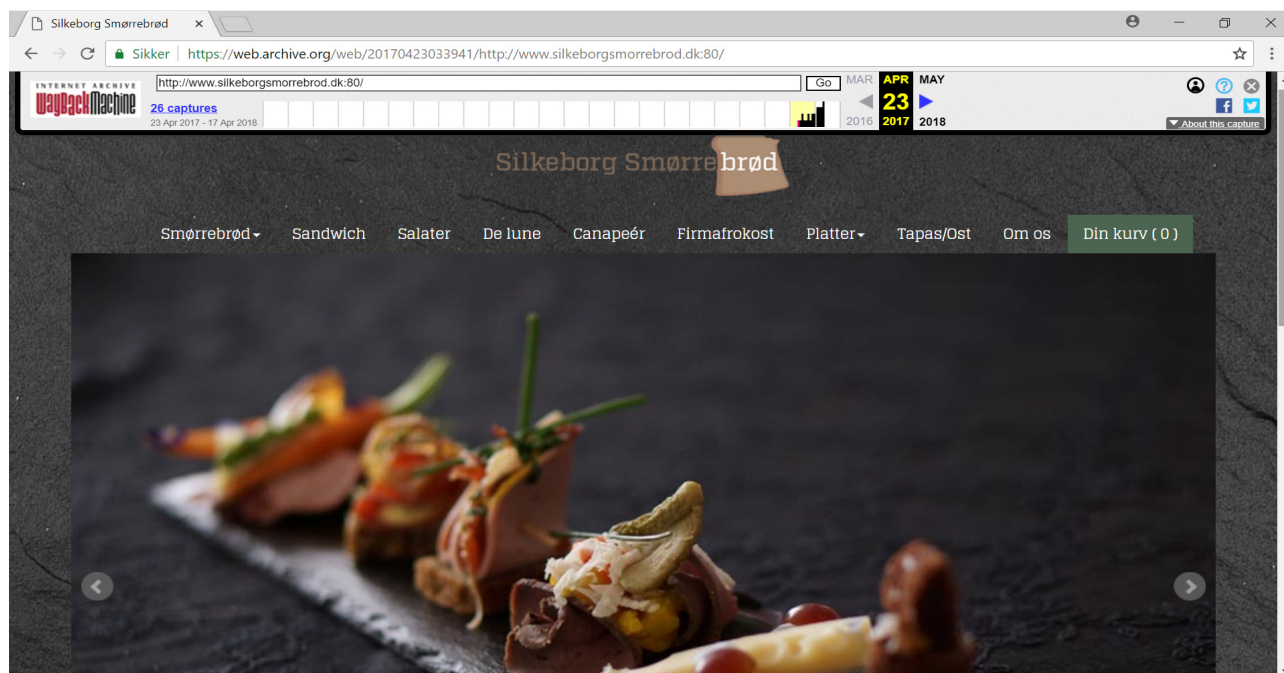 Silkeborg Smørrebrød
Sikker | https://web.archive.org/web/20170423033941/http://www.silkeborgsmorrebrod.dk:80/
INTERNET ARCHIVE
WayBackMachine
http://www.silkeborgsmorrebrod.dk:80/
Go
26 captures
23 Apr 2017 - 17 Apr 2018
MAR APR MAY
23
2016 2017 2018
About this capture
Silkeborg Smørrebrød
Smørrebrød Sandwich Salater De lune Canapeér Firmafrokost Platter Tapas/Ost Om os Din kurv ( 0 )